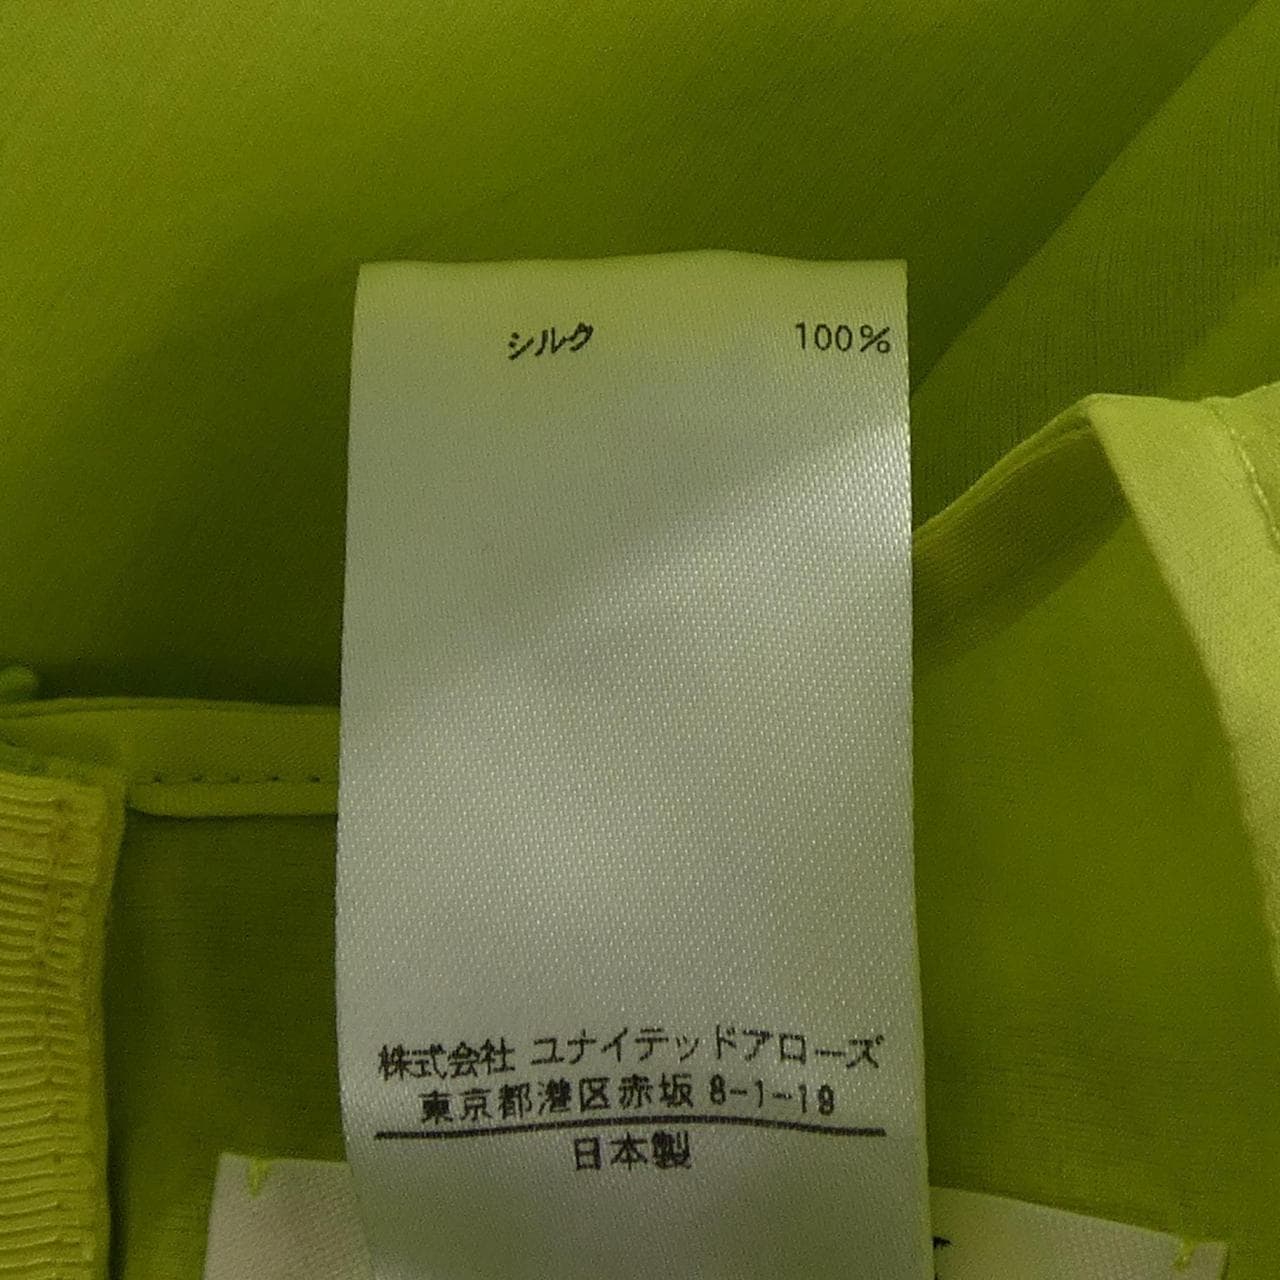 シルク 100%
株式会社 ユナイテッドアローズ
東京都港区赤坂 8-1-19
日本製